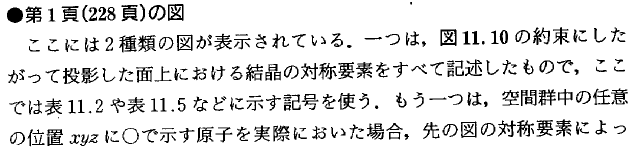 ●第1頁(228頁)の図
ここには2種類の図が表示されている．一つは，図11.10の約束にした
がって投影した面上における結晶の対称要素をすべて記述したもので，ここ
では表11.2や表11.5などに示す記号を使う．もう一つは，空間群中の任意
の位置xyzに○で示す原子を実際においた場合，先の図の対称要素によっ